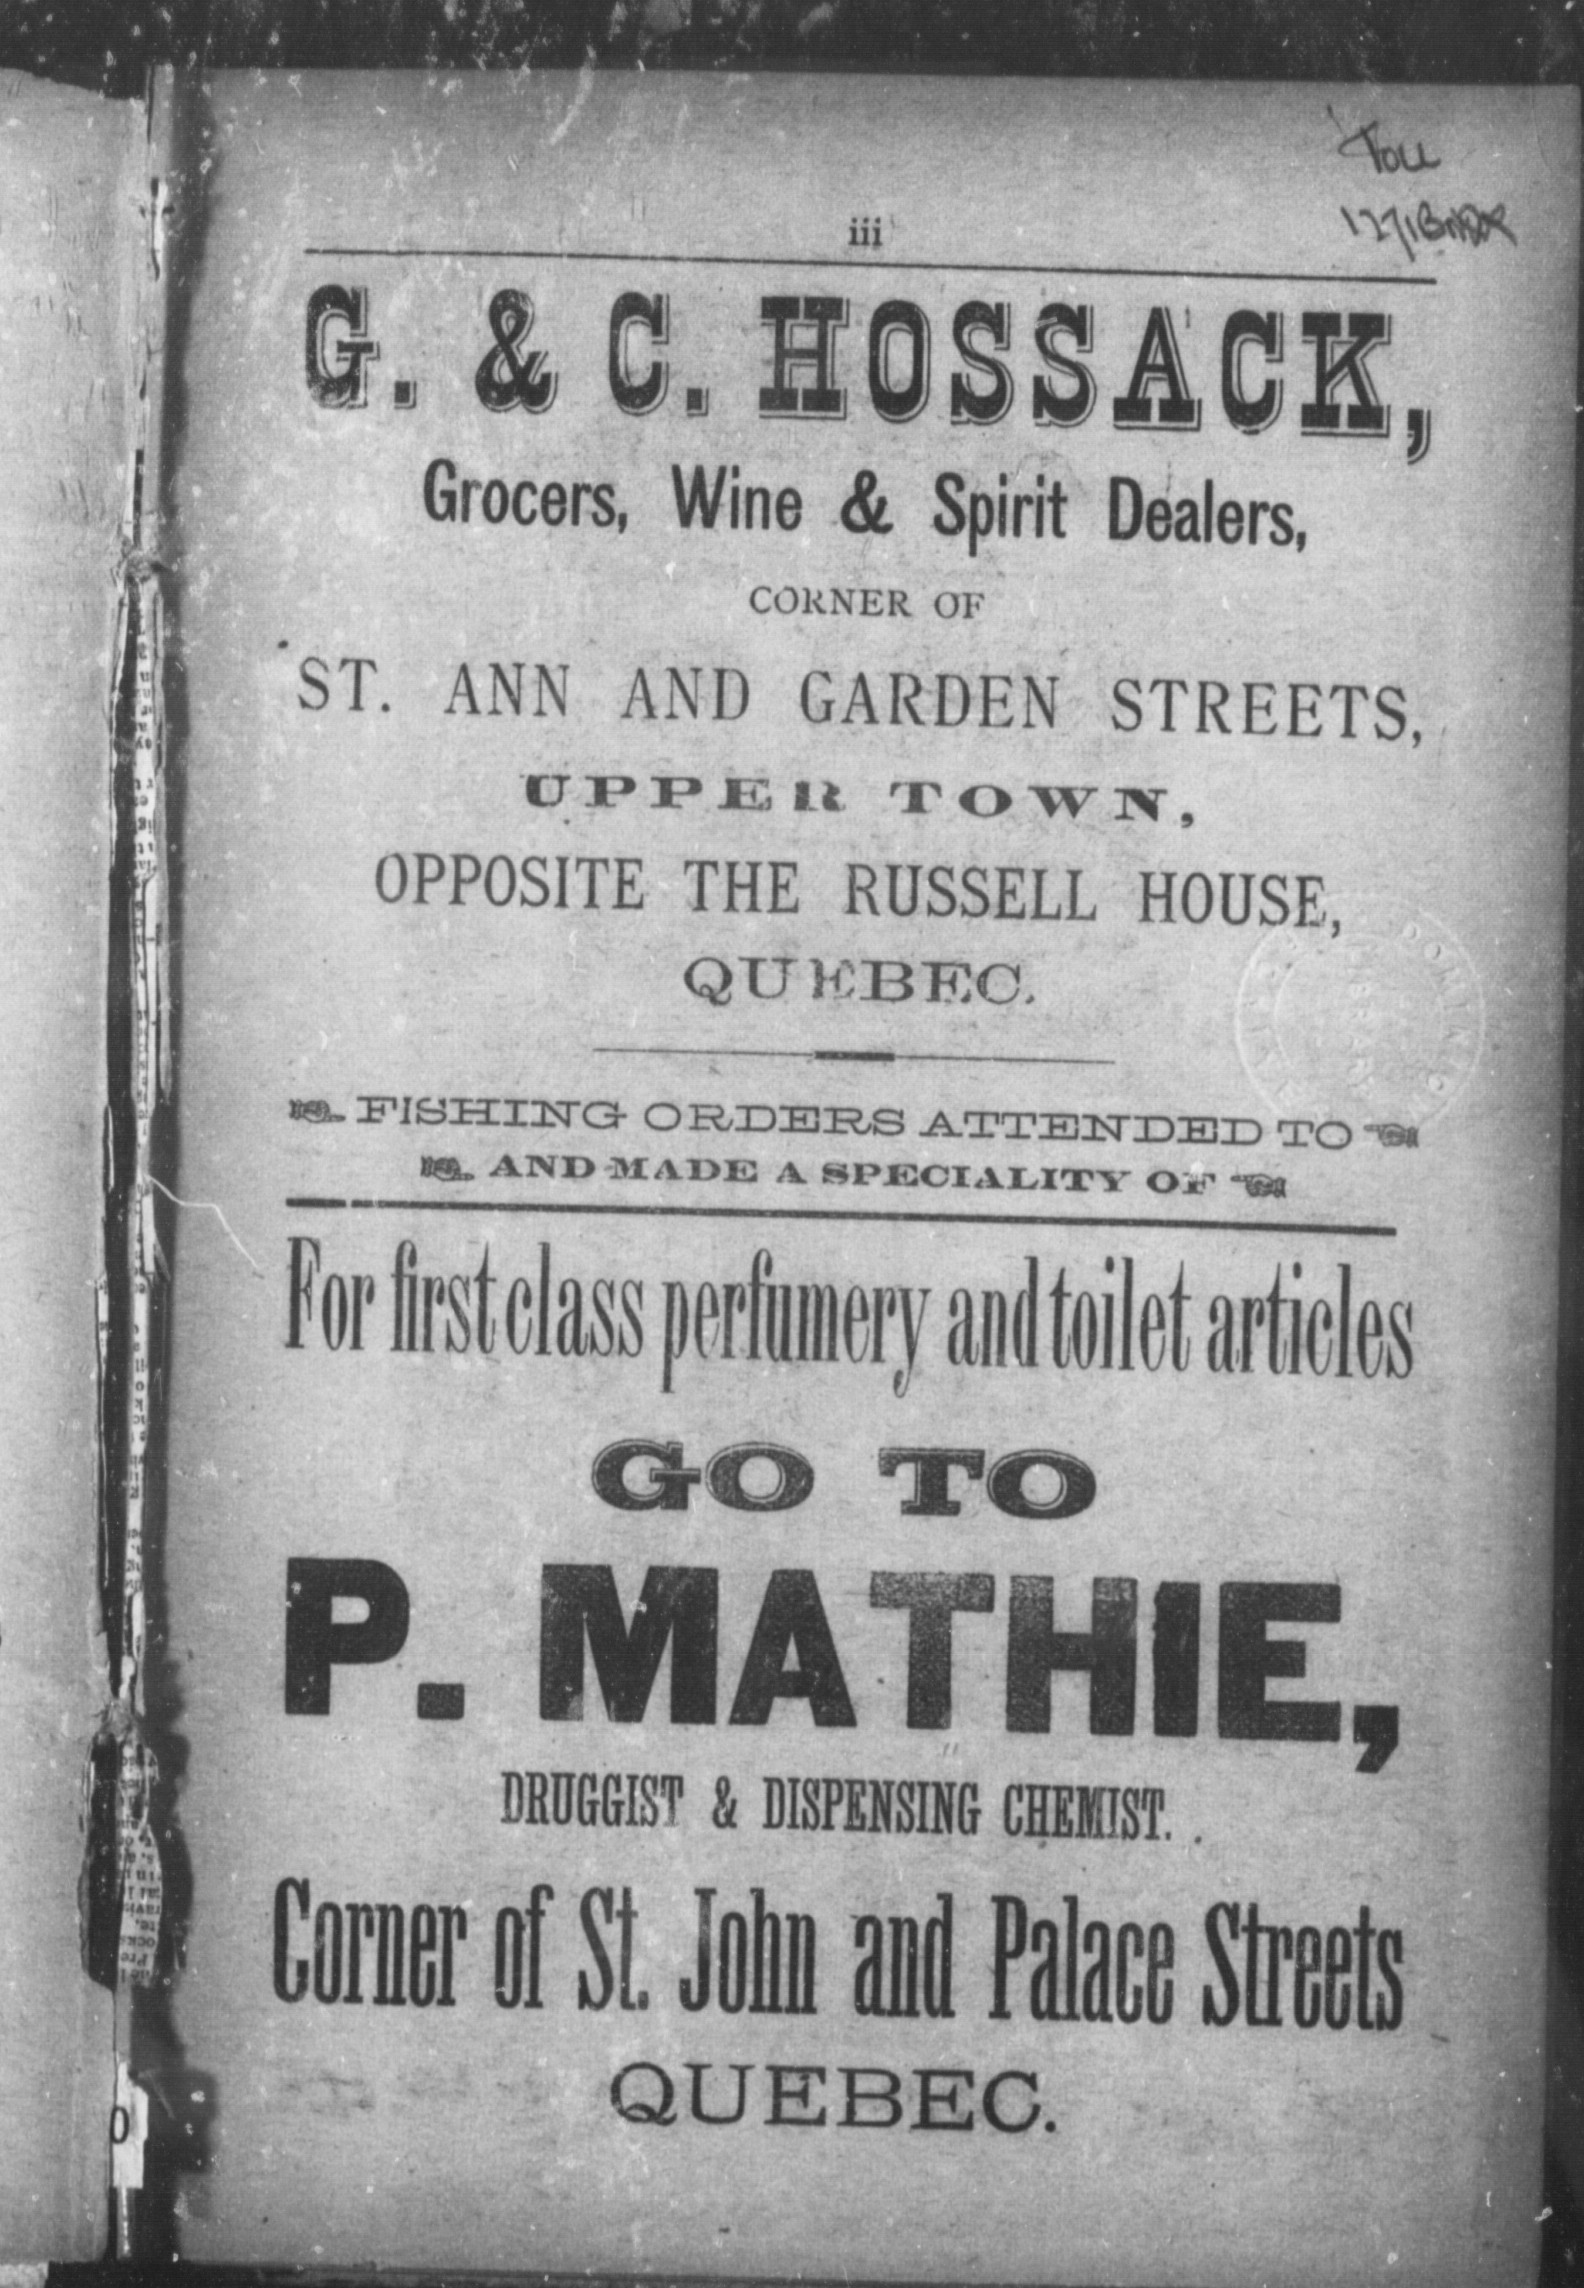 Toll
iii
G. & C. HOSSACK,
Grocers, Wine & Spirit Dealers,
CORNER OF
ST. ANN AND GARDEN STREETS,
UPPER TOWN,
OPPOSITE THE RUSSELL HOUSE,
QUEBEC.
FISHING ORDERS ATTENDED TO
AND MADE A SPECIALITY OF
For first class perfumery and toilet articles
GO TO
P. MATHIE,
DRUGGIST & DISPENSING CHEMIST.
Corner of St. John and Palace Streets
QUEBEC.